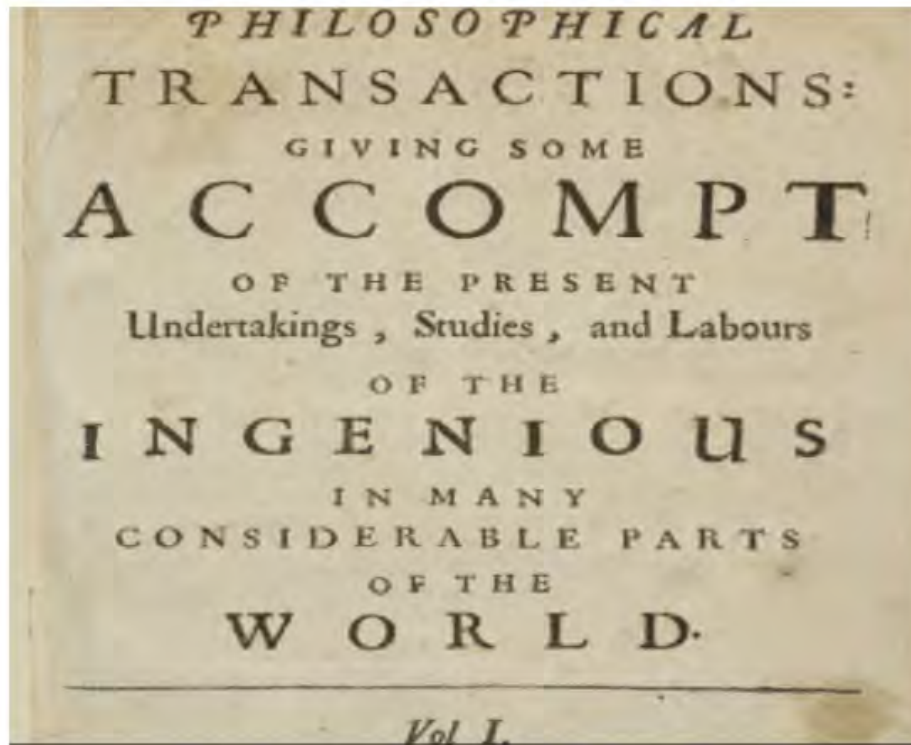 PHILOSOPHICAL
TRANSACTIONS:
GIVING SOME
ACCOMPT
OF THE PRESENT
Undertakings, Studies, and Labours
OF THE
INGENIOUS
IN MANY
CONSIDERABLE PARTS
OF THE
WORLD.
Vol I.